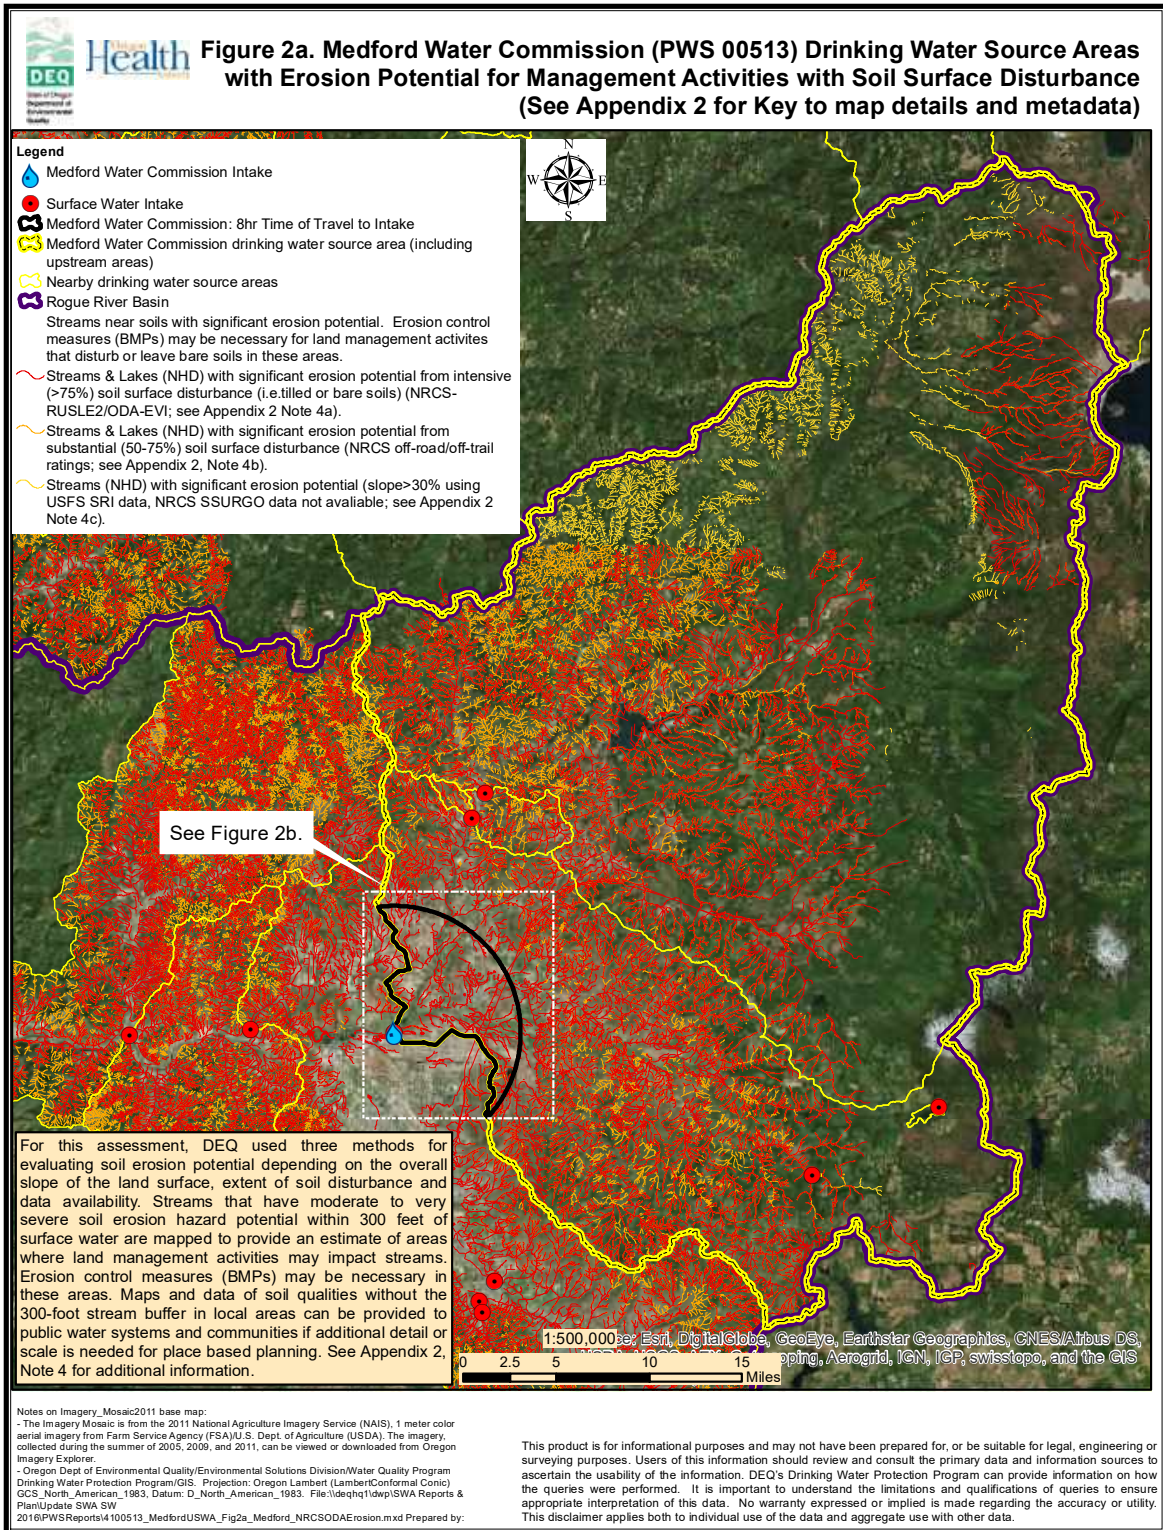 DEQ
State of Oregon
Department of
Environmental
Quality
Oregon
Health
Authority
Figure 2a. Medford Water Commission (PWS 00513) Drinking Water Source Areas
with Erosion Potential for Management Activities with Soil Surface Disturbance
(See Appendix 2 for Key to map details and metadata)
Legend
Medford Water Commission Intake
Surface Water Intake
Medford Water Commission: 8hr Time of Travel to Intake
Medford Water Commission drinking water source area (including
upstream areas)
Nearby drinking water source areas
Rogue River Basin
Streams near soils with significant erosion potential. Erosion control
measures (BMPs) may be necessary for land management activites
that disturb or leave bare soils in these areas.
Streams & Lakes (NHD) with significant erosion potential from intensive
(>75%) soil surface disturbance (i.e.tilled or bare soils) (NRCS-
RUSLE2/ODA-EVI; see Appendix 2 Note 4a).
Streams & Lakes (NHD) with significant erosion potential from
substantial (50-75%) soil surface disturbance (NRCS off-road/off-trail
ratings; see Appendix 2, Note 4b).
Streams (NHD) with significant erosion potential (slope>30% using
USFS SRI data, NRCS SSURGO data not avaliable; see Appendix 2
Note 4c).
N
W E
S
See Figure 2b.
For this assessment, DEQ used three methods for
evaluating soil erosion potential depending on the overall
slope of the land surface, extent of soil disturbance and
data availability. Streams that have moderate to very
severe soil erosion hazard potential within 300 feet of
surface water are mapped to provide an estimate of areas
where land management activities may impact streams.
Erosion control measures (BMPs) may be necessary in
these areas. Maps and data of soil qualities without the
300-foot stream buffer in local areas can be provided to
public water systems and communities if additional detail or
scale is needed for place based planning. See Appendix 2,
Note 4 for additional information.
1:500,000 Esri, DigitalGlobe, GeoEye, Earthstar Geographics, CNES/Airbus DS,
Aerogrid, IGN, IGP, swisstopo, and the GIS
0 2.5 5 10 15
Miles
Notes on Imagery_Mosaic2011 base map:
- The Imagery Mosaic is from the 2011 National Agriculture Imagery Service (NAIS), 1 meter color
aerial imagery from Farm Service Agency (FSA)/U.S. Dept. of Agriculture (USDA). The imagery,
collected during the summer of 2005, 2009, and 2011, can be viewed or downloaded from Oregon
Imagery Explorer.
- Oregon Dept of Environmental Quality/Environmental Solutions Division/Water Quality Program
Drinking Water Protection Program/GIS. Projection: Oregon Lambert (LambertConformal Conic)
GCS_North_American_1983, Datum: D_North_American_1983. File:\\deqhq1\dwp\SWA Reports &
Plan\Update SWA SW
2016\PWSReports\4100513_MedfordUSWA_Fig2a_Medford_NRCSODAErosion.mxd Prepared by:
This product is for informational purposes and may not have been prepared for, or be suitable for legal, engineering or
surveying purposes. Users of this information should review and consult the primary data and information sources to
ascertain the usability of the information. DEQ's Drinking Water Protection Program can provide information on how
the queries were performed. It is important to understand the limitations and qualifications of queries to ensure
appropriate interpretation of this data. No warranty expressed or implied is made regarding the accuracy or utility.
This disclaimer applies both to individual use of the data and aggregate use with other data.